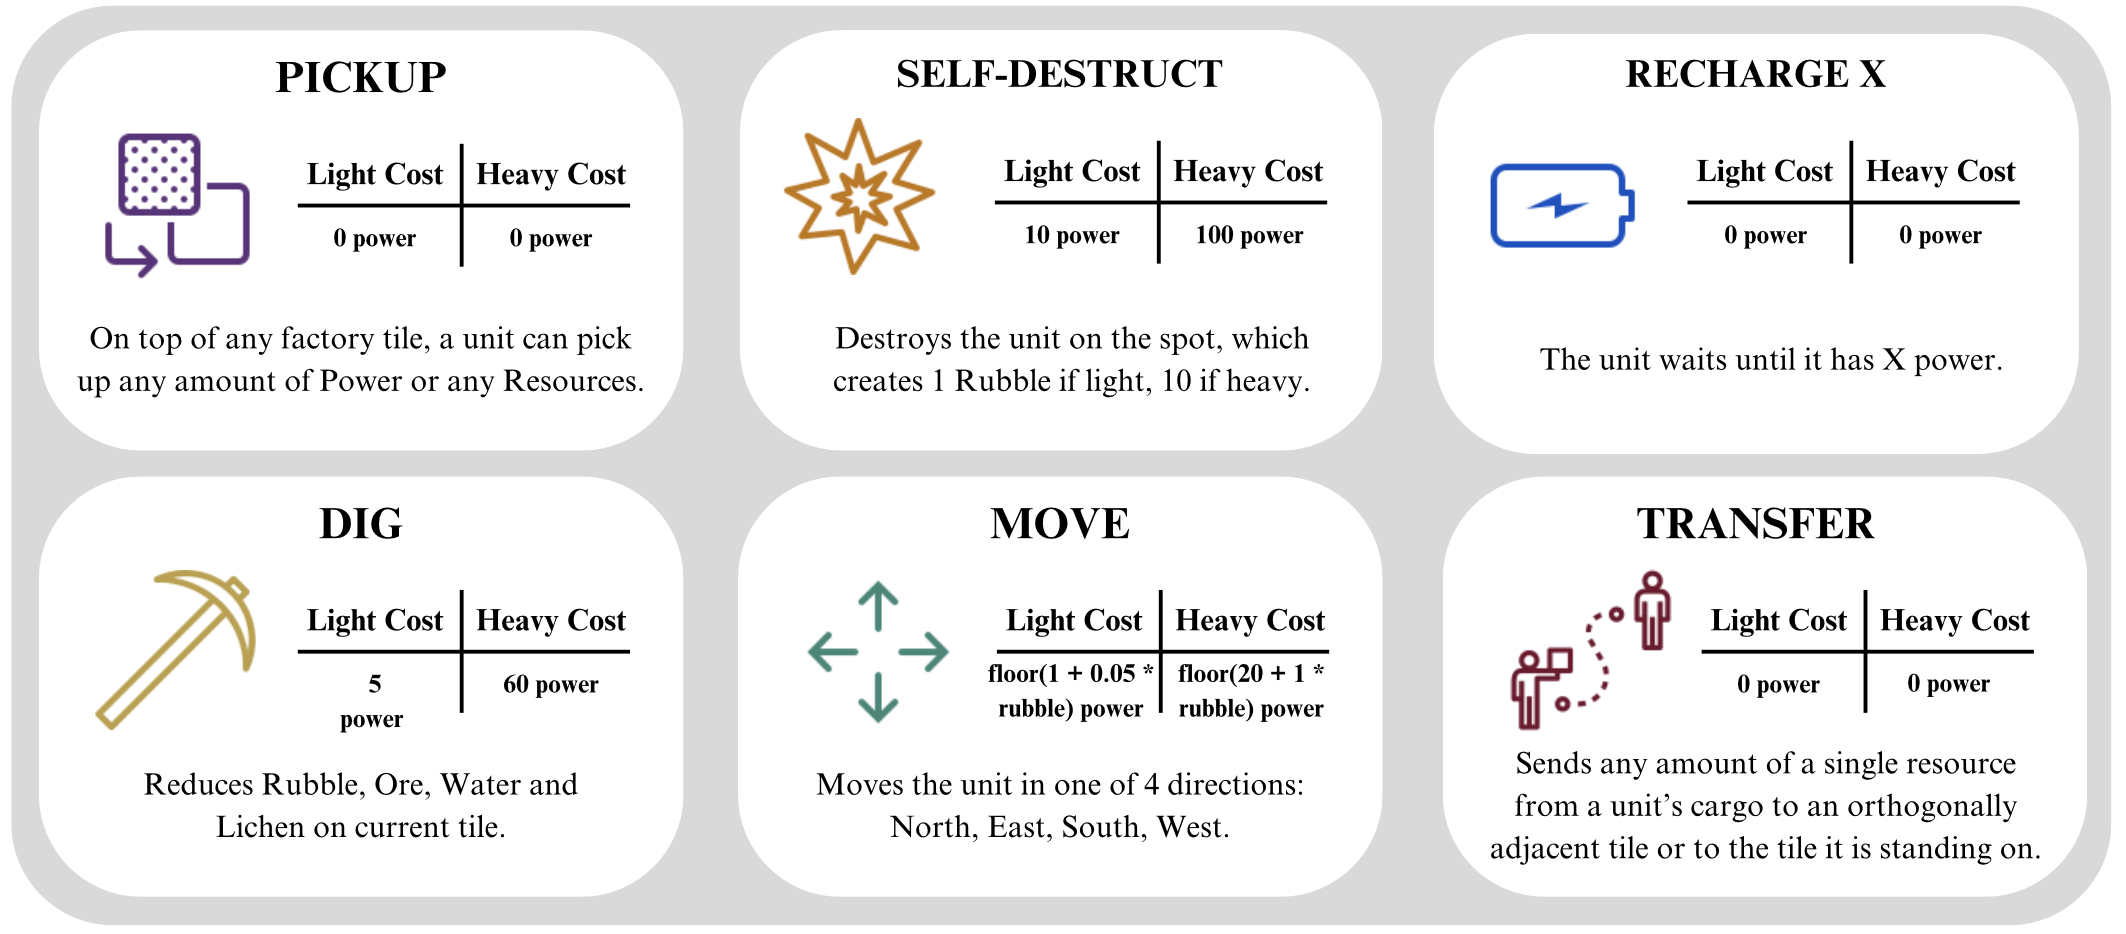 PICKUP
Light Cost Heavy Cost
0 power 0 power
On top of any factory tile, a unit can pick
up any amount of Power or any Resources.
SELF-DESTRUCT
Light Cost Heavy Cost
10 power 100 power
Destroys the unit on the spot, which
creates 1 Rubble if light, 10 if heavy.
RECHARGE X
Light Cost Heavy Cost
0 power 0 power
The unit waits until it has X power.
DIG
Light Cost Heavy Cost
5 60 power
power
Reduces Rubble, Ore, Water and
Lichen on current tile.
MOVE
Light Cost Heavy Cost
floor(1 + 0.05 * floor(20 + 1 *
rubble) power rubble) power
Moves the unit in one of 4 directions:
North, East, South, West.
TRANSFER
Light Cost Heavy Cost
0 power 0 power
Sends any amount of a single resource
from a unit’s cargo to an orthogonally
adjacent tile or to the tile it is standing on.